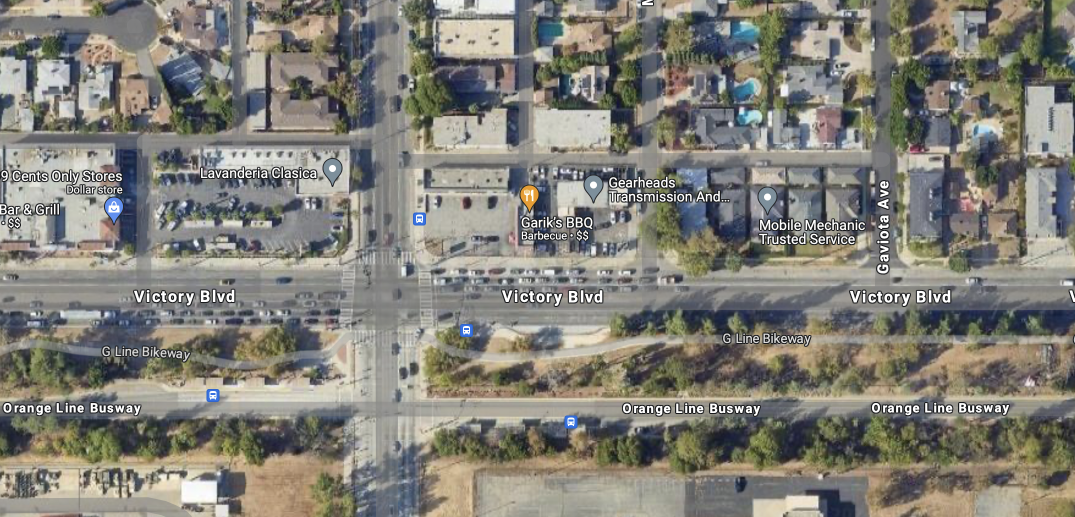 9 Cents Only Stores
Dollar store
Bar & Grill
· $$
Lavanderia Clasica
Garik's BBQ
Barbecue · $$
Gearheads
Transmission And...
Mobile Mechanic
Trusted Service
Gaviota Ave
Victory Blvd
Victory Blvd
Victory Blvd
G Line Bikeway
G Line Bikeway
Orange Line Busway
Orange Line Busway
Orange Line Busway